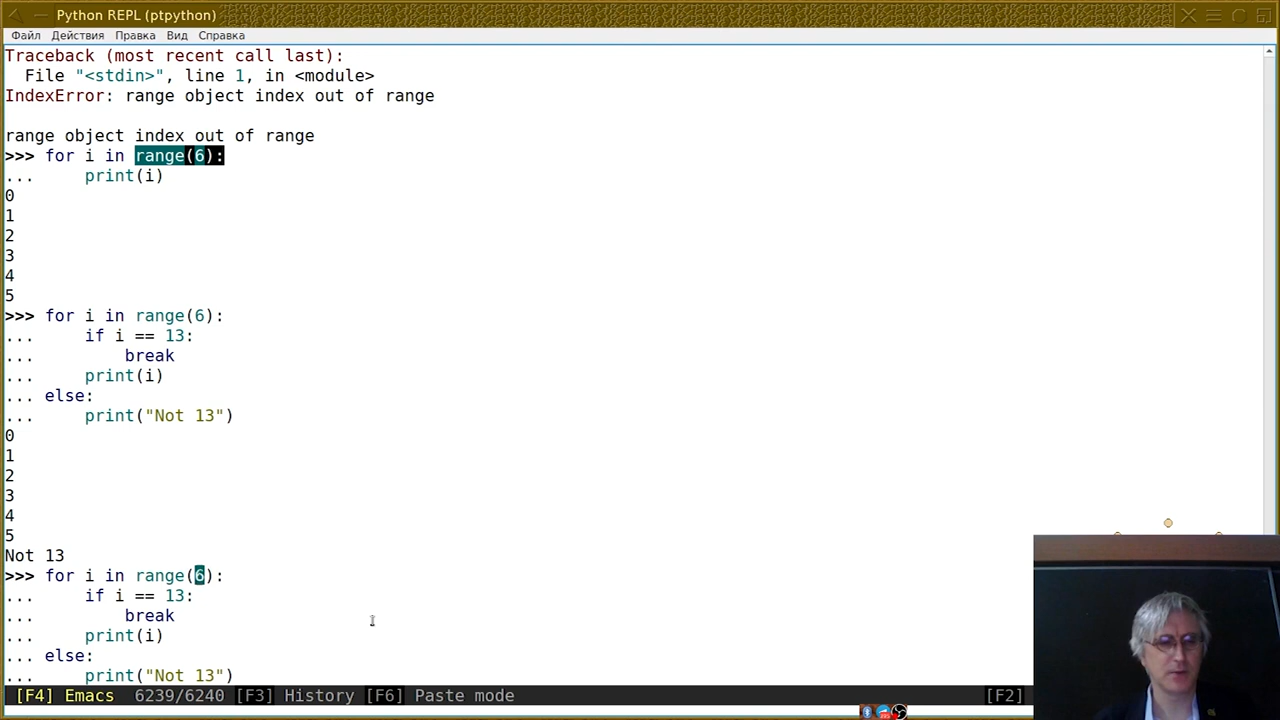 Python REPL (ptpython)
Файл Действия Правка Вид Справка
Traceback (most recent call last):
  File "<stdin>", line 1, in <module>
IndexError: range object index out of range
range object index out of range
>>> for i in range(6):
...     print(i)
0
1
2
3
4
5
>>> for i in range(6):
...     if i == 13:
...         break
...     print(i)
... else:
...     print("Not 13")
0
1
2
3
4
5
Not 13
>>> for i in range(6):
...     if i == 13:
...         break
...     print(i)
... else:
...     print("Not 13")
[F4] Emacs  6239/6240 [F3] History [F6] Paste mode [F2]